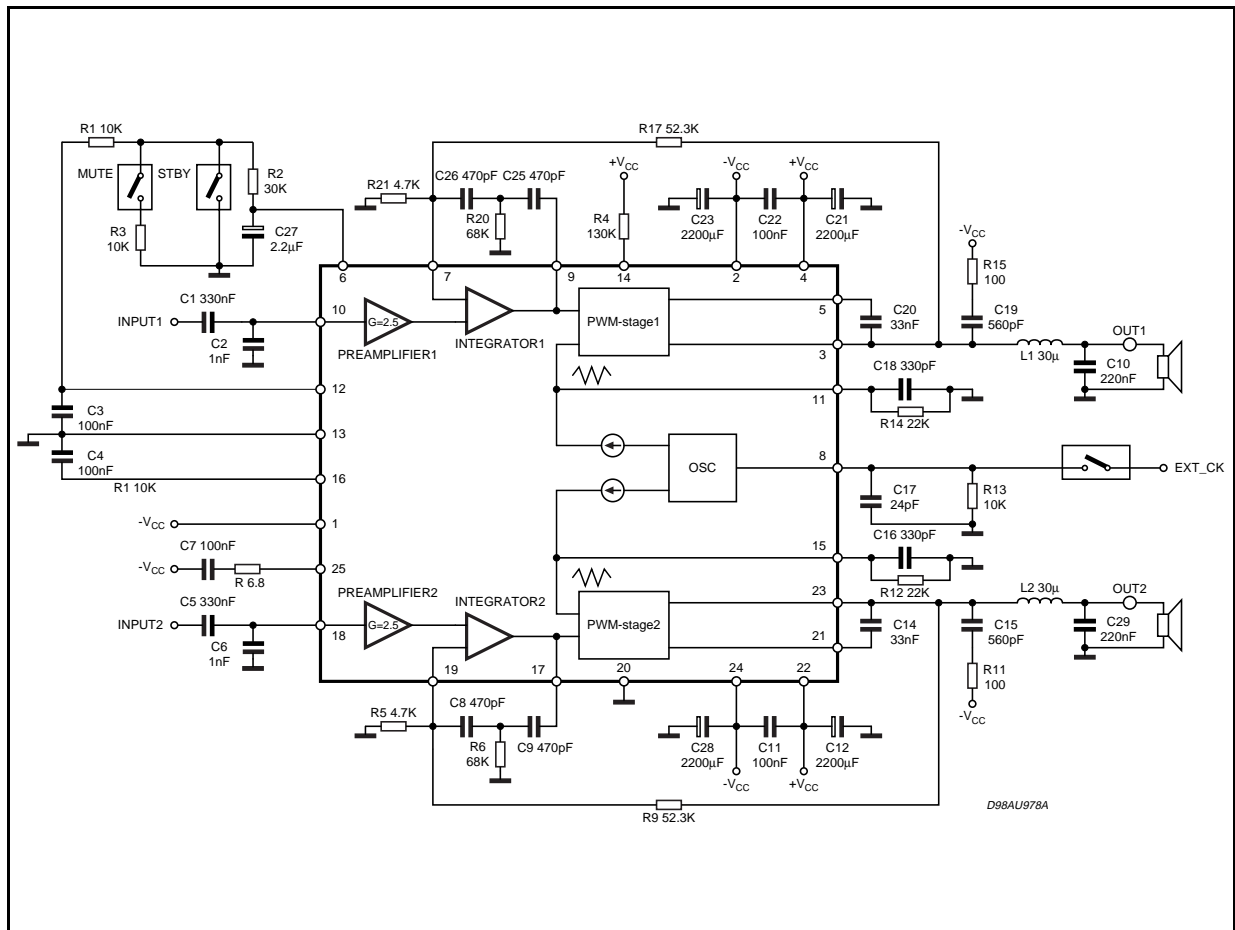 R1 10K
R17 52.3K
MUTE
STBY
R2
30K
R3
10K
C27
2.2µF
R21 4.7K
C26 470pF
C25 470pF
R20
68K
+VCC
R4
130K
-VCC
+VCC
C23
2200µF
C22
100nF
C21
2200µF
-VCC
R15
100
6
7
9
14
2
4
C1 330nF
INPUT1
C2
1nF
10
G=2.5
PREAMPLIFIER1
INTEGRATOR1
PWM-stage1
5
3
C20
33nF
C19
560pF
L1 30µ
OUT1
C10
220nF
C18 330pF
R14 22K
11
12
C3
100nF
13
C4
100nF
R1 10K
16
OSC
8
EXT_CK
C17
24pF
R13
10K
-VCC
1
C7 100nF
-VCC
R 6.8
25
C16 330pF
R12 22K
15
C5 330nF
INPUT2
C6
1nF
18
PREAMPLIFIER2
G=2.5
INTEGRATOR2
PWM-stage2
23
21
C14
33nF
C15
560pF
R11
100
-VCC
L2 30µ
OUT2
C29
220nF
19
17
20
24
22
R5 4.7K
C8 470pF
R6
68K
C9 470pF
C28
2200µF
C11
100nF
C12
2200µF
-VCC
+VCC
R9 52.3K
D98AU978A